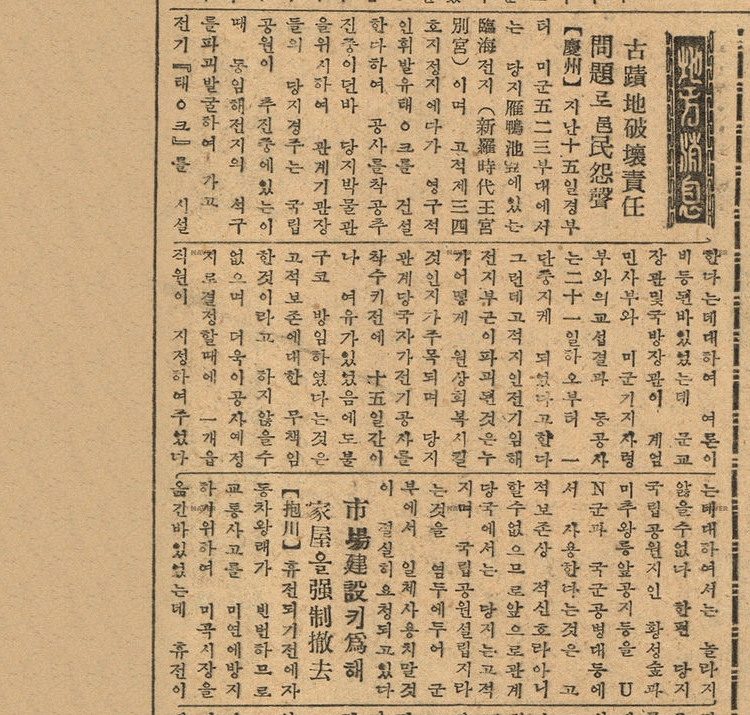 地方消息
古蹟地破壞責任
問題로邑民怨聲
【慶州】 지난十五일경부
터 미군五二三부대에서
는 당지雁鴨池뫃에있는
臨海전지 (新羅時代王宮
別宮) 이며 고적제三四
호지정지에다가 영구적
인휘발유태ㅇ크를 건설
한다하여 공사를착공추
진중이던바 당지박물관
을위시하여 관계기관장
들의 당지경주는 국립
공원이 추진중에있는이
때 동임해전지의 석구
를파괴발굴하여 가고
전기『태ㅇ크』를 시설
한다는데대하여 여론이
비등된바있었는데 문교
장관및국방장관이 계엄
민사부와 미군기지사령
부와의교섭결과 동공사
는二十一일하오부터 一
단중지케 되었다고한다
그런데고적지인전기임해
전지부근이파괴된것은누
가어떻게 원상회복시킬
것인지가주목되며 당지
관계당국자가전기공사를
착수키전에 十五일간이
나 여유가있었음에도불
구코 방임하였다는것은
고적보존에대한 무책임
한것이라고 하지않을수
없으며 더욱이공사예정
지로결정할때에 一개읍
직원이 지정하여주었다
는데대하여서는 놀라지
않을수없다 한편 당지
국립공원지인 황성숲과
미추왕릉앞공지등을 U
N군과 국군공병대등에
서 사용한다는것은 고
적보존상 적신호라아니
할수없으므로앞으로관계
당국에서는 당지는고적
지며 국립공원설립지라
는것을 염두에두어 군
부에서 일체사용치말것
이 절실히요청되고있다
市場建設키爲해
家屋을强制撤去
【抱川】 휴전되기전에자
동차왕래가 빈번하므로
교통사고를 미연에방지
하기위하여 미곡시장을
옮긴바있었는데 휴전이